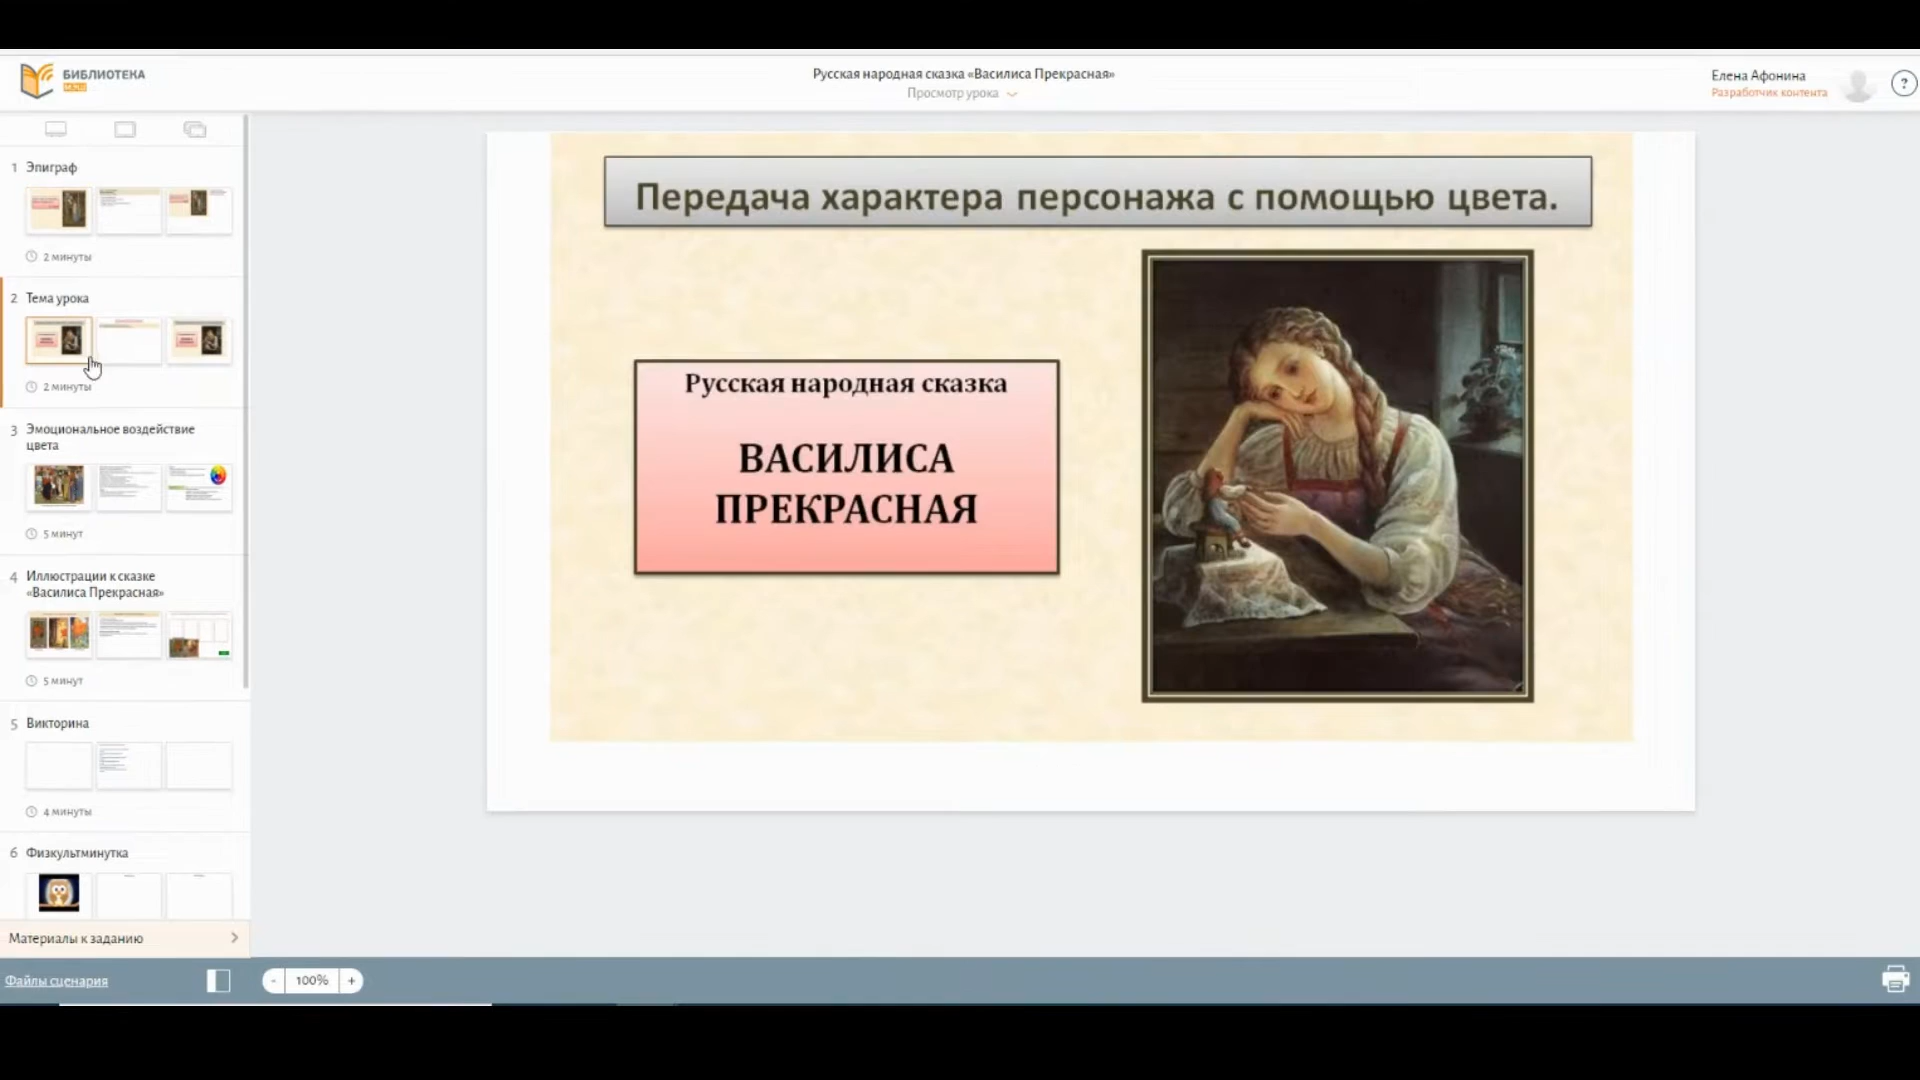 БИБЛИОТЕКА
МЭШ
Русская народная сказка «Василиса Прекрасная»
Просмотр урока
Елена Афонина
Разработчик контента
?
1 Эпиграф
2 минуты
2 Тема урока
2 минуты
3 Эмоциональное воздействие
цвета
5 минут
4 Иллюстрации к сказке
«Василиса Прекрасная»
5 минут
5 Викторина
4 минуты
6 Физкультминутка
Материалы к заданию
Файлы сценария
- 100% +
Передача характера персонажа с помощью цвета.
Русская народная сказка
ВАСИЛИСА
ПРЕКРАСНАЯ